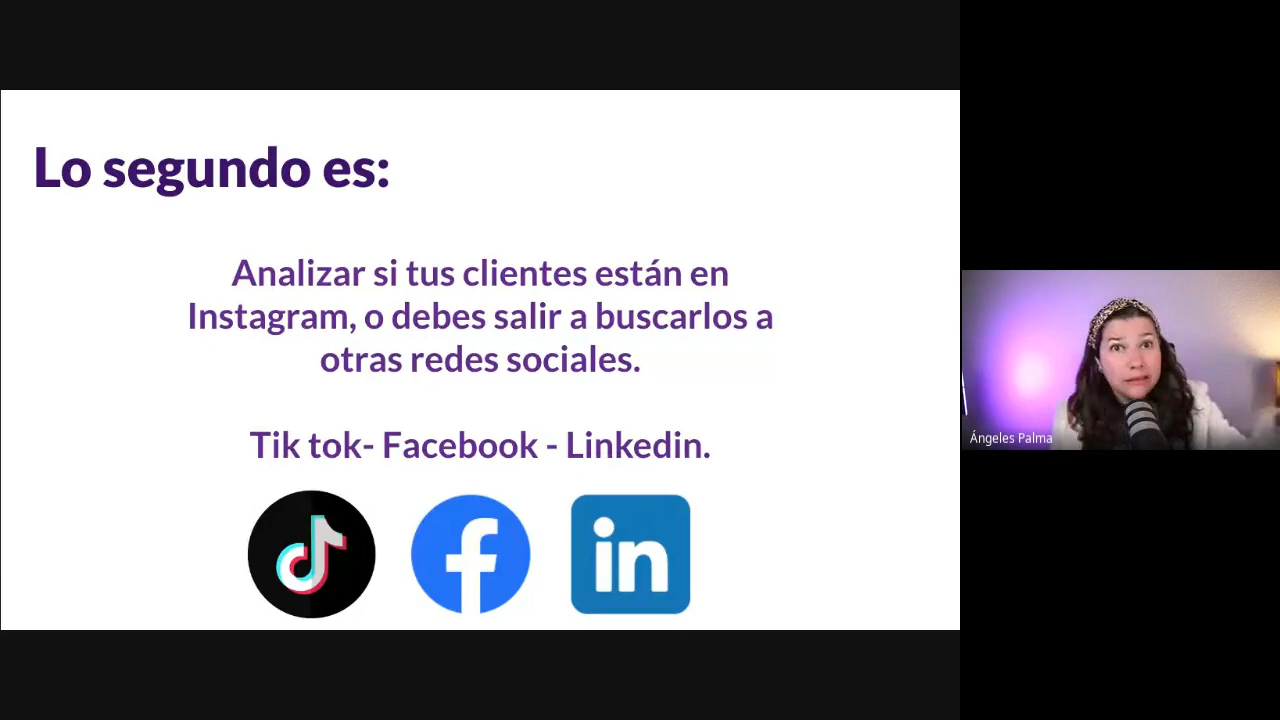 Lo segundo es:
Analizar si tus clientes están en
Instagram, o debes salir a buscarlos a
otras redes sociales.
Tik tok- Facebook - Linkedin.
in
Ángeles Palma